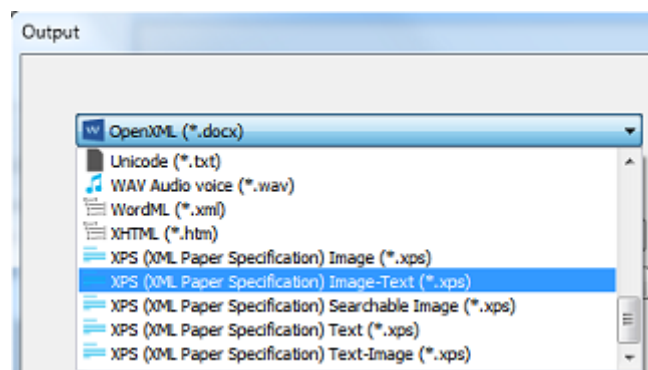 Output
OpenXML (*.docx)
Unicode (*.txt)
WAV Audio voice (*.wav)
WordML (*.xml)
XHTML (*.htm)
XPS (XML Paper Specification) Image (*.xps)
XPS (XML Paper Specification) Image-Text (*.xps)
XPS (XML Paper Specification) Searchable Image (*.xps)
XPS (XML Paper Specification) Text (*.xps)
XPS (XML Paper Specification) Text-Image (*.xps)